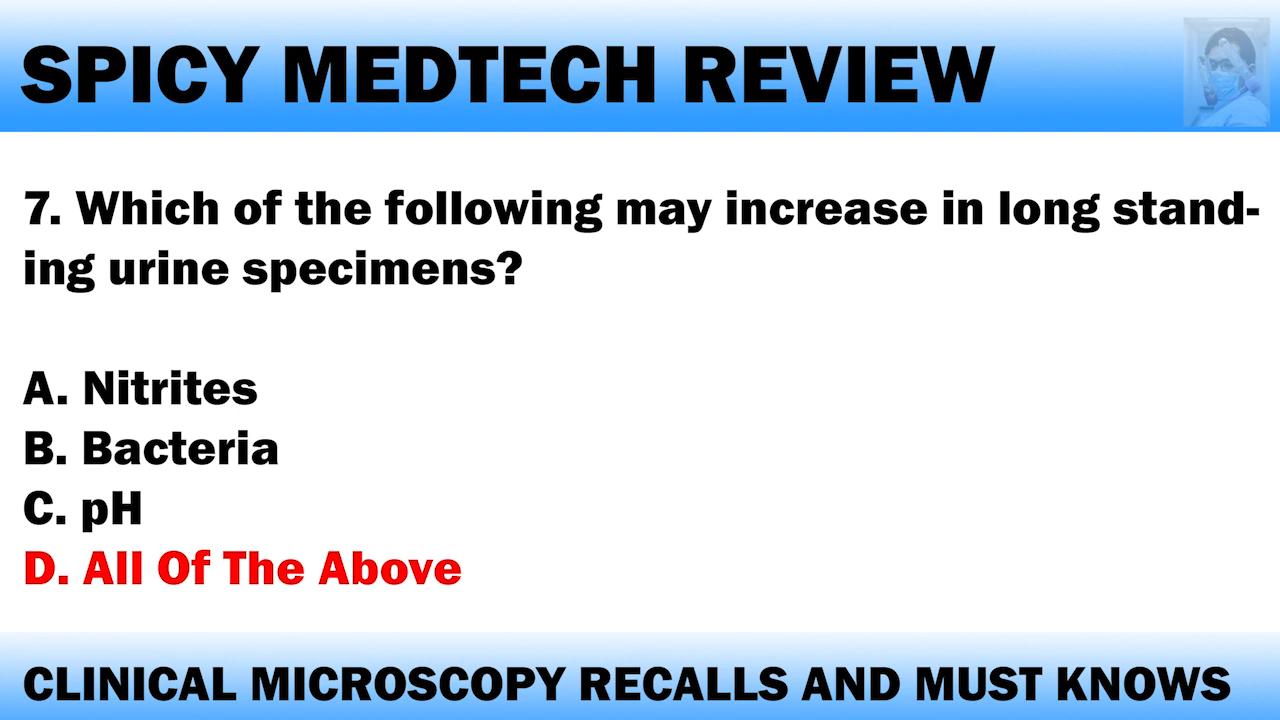 SPICY MEDTECH REVIEW
7. Which of the following may increase in long stand-
ing urine specimens?
A. Nitrites
B. Bacteria
C. pH
D. All Of The Above
CLINICAL MICROSCOPY RECALLS AND MUST KNOWS